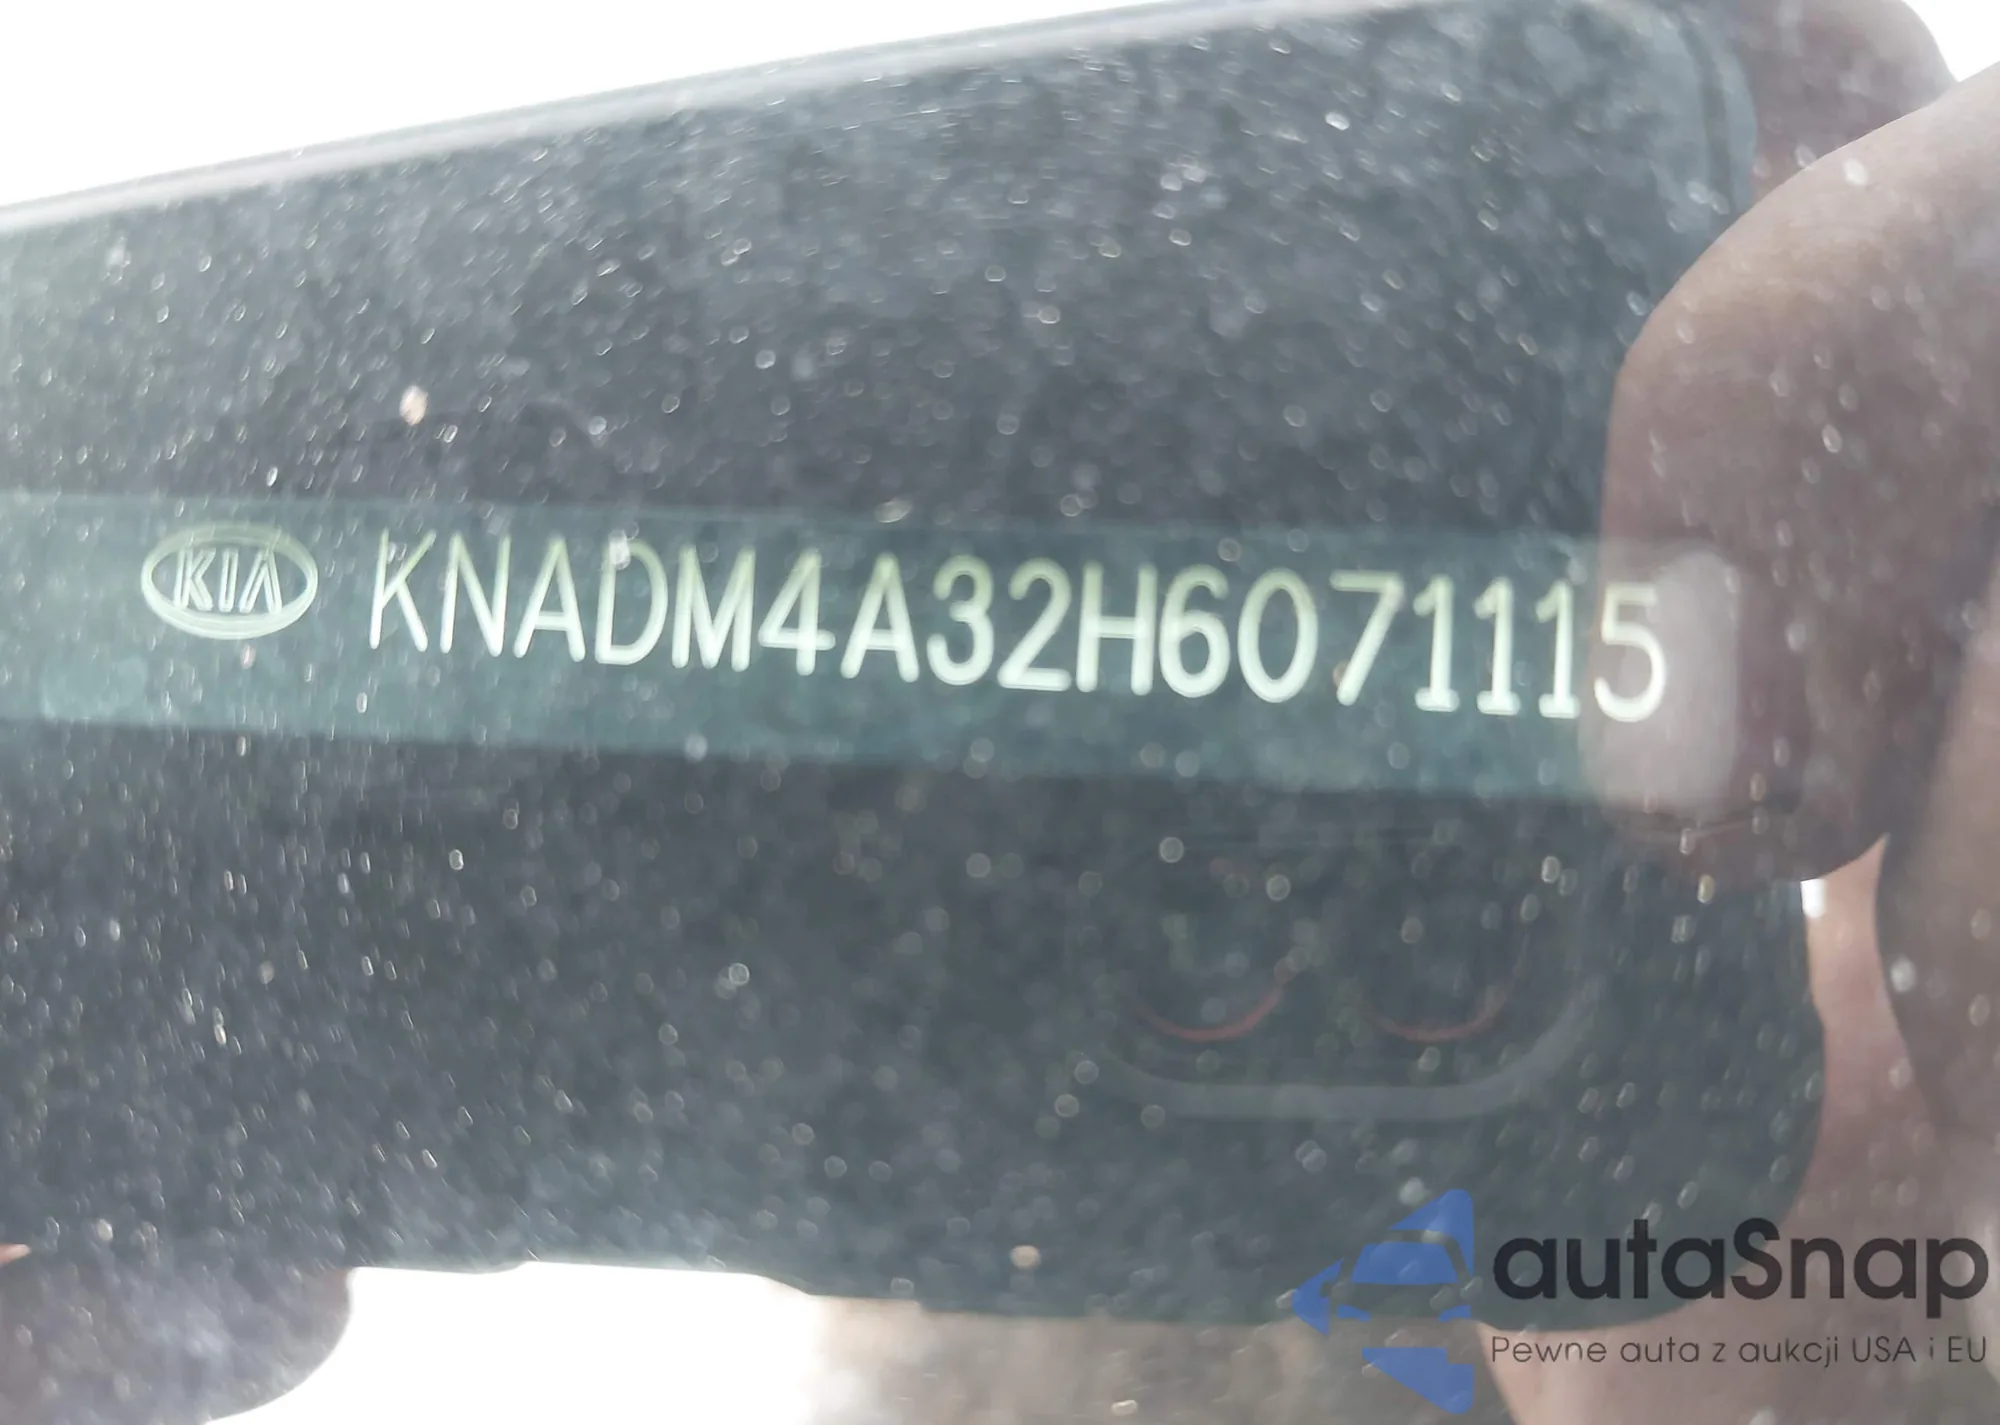 KIA KNADM4A32H6071115
autaSnap
Pewne auta z aukcji USA i EU